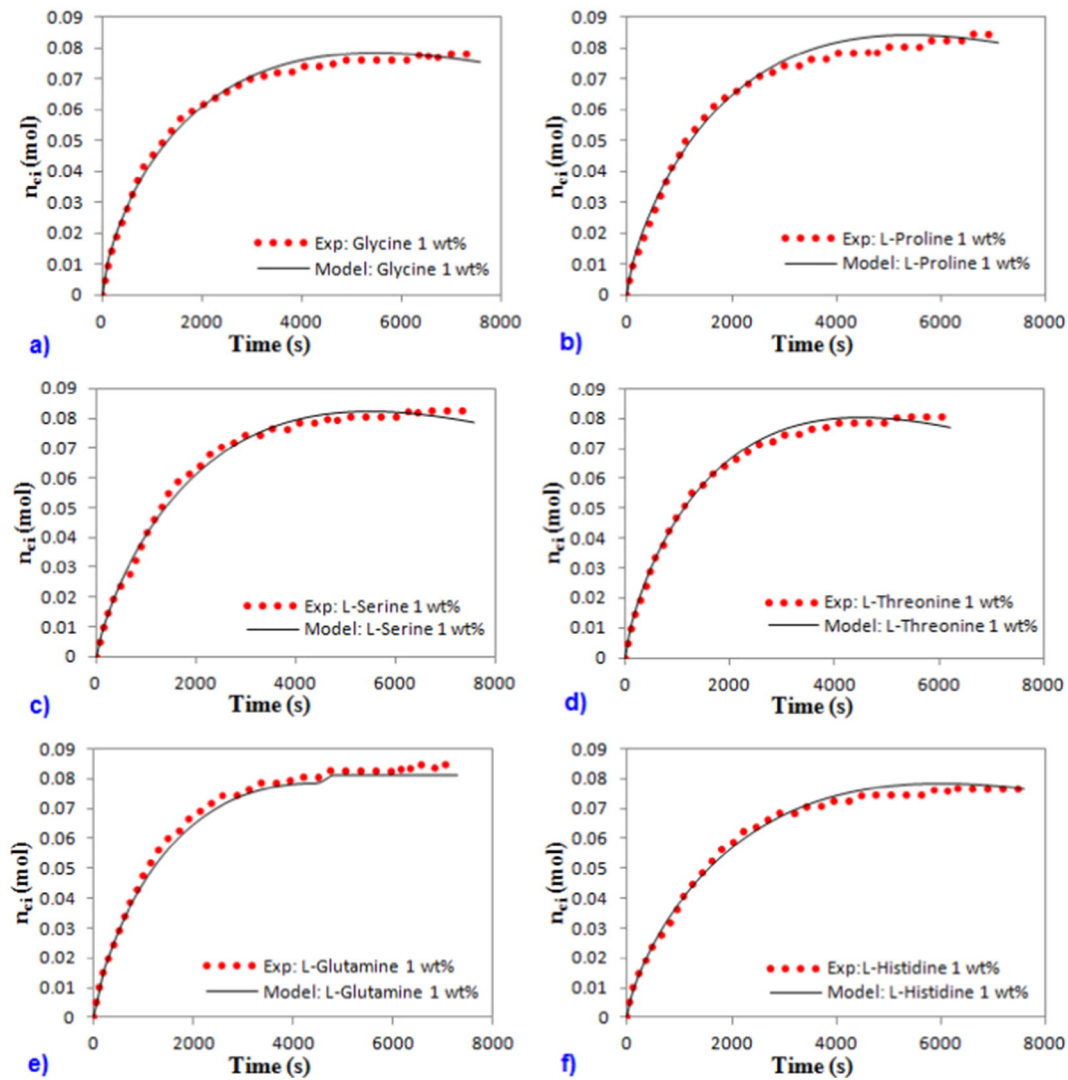 0.09
0.08
0.07
0.06
0.05
0.04
0.03
0.02
0.01
0
n_ci (mol)
Exp: Glycine 1 wt%
Model: Glycine 1 wt%
0 2000 4000 6000 8000
Time (s)
a)
0.09
0.08
0.07
0.06
0.05
0.04
0.03
0.02
0.01
0
n_ci (mol)
Exp: L-Proline 1 wt%
Model: L-Proline 1 wt%
0 2000 4000 6000 8000
Time (s)
b)
0.09
0.08
0.07
0.06
0.05
0.04
0.03
0.02
0.01
0
n_ci (mol)
Exp: L-Serine 1 wt%
Model: L-Serine 1 wt%
0 2000 4000 6000 8000
Time (s)
c)
0.09
0.08
0.07
0.06
0.05
0.04
0.03
0.02
0.01
0
n_ci (mol)
Exp: L-Threonine 1 wt%
Model: L-Threonine 1 wt%
0 2000 4000 6000 8000
Time (s)
d)
0.09
0.08
0.07
0.06
0.05
0.04
0.03
0.02
0.01
0
n_ci (mol)
Exp: L-Glutamine 1 wt%
Model: L-Glutamine 1 wt%
0 2000 4000 6000 8000
Time (s)
e)
0.09
0.08
0.07
0.06
0.05
0.04
0.03
0.02
0.01
0
n_ci (mol)
Exp:L-Histidine 1 wt%
Model: L-Histidine 1 wt%
0 2000 4000 6000 8000
Time (s)
f)